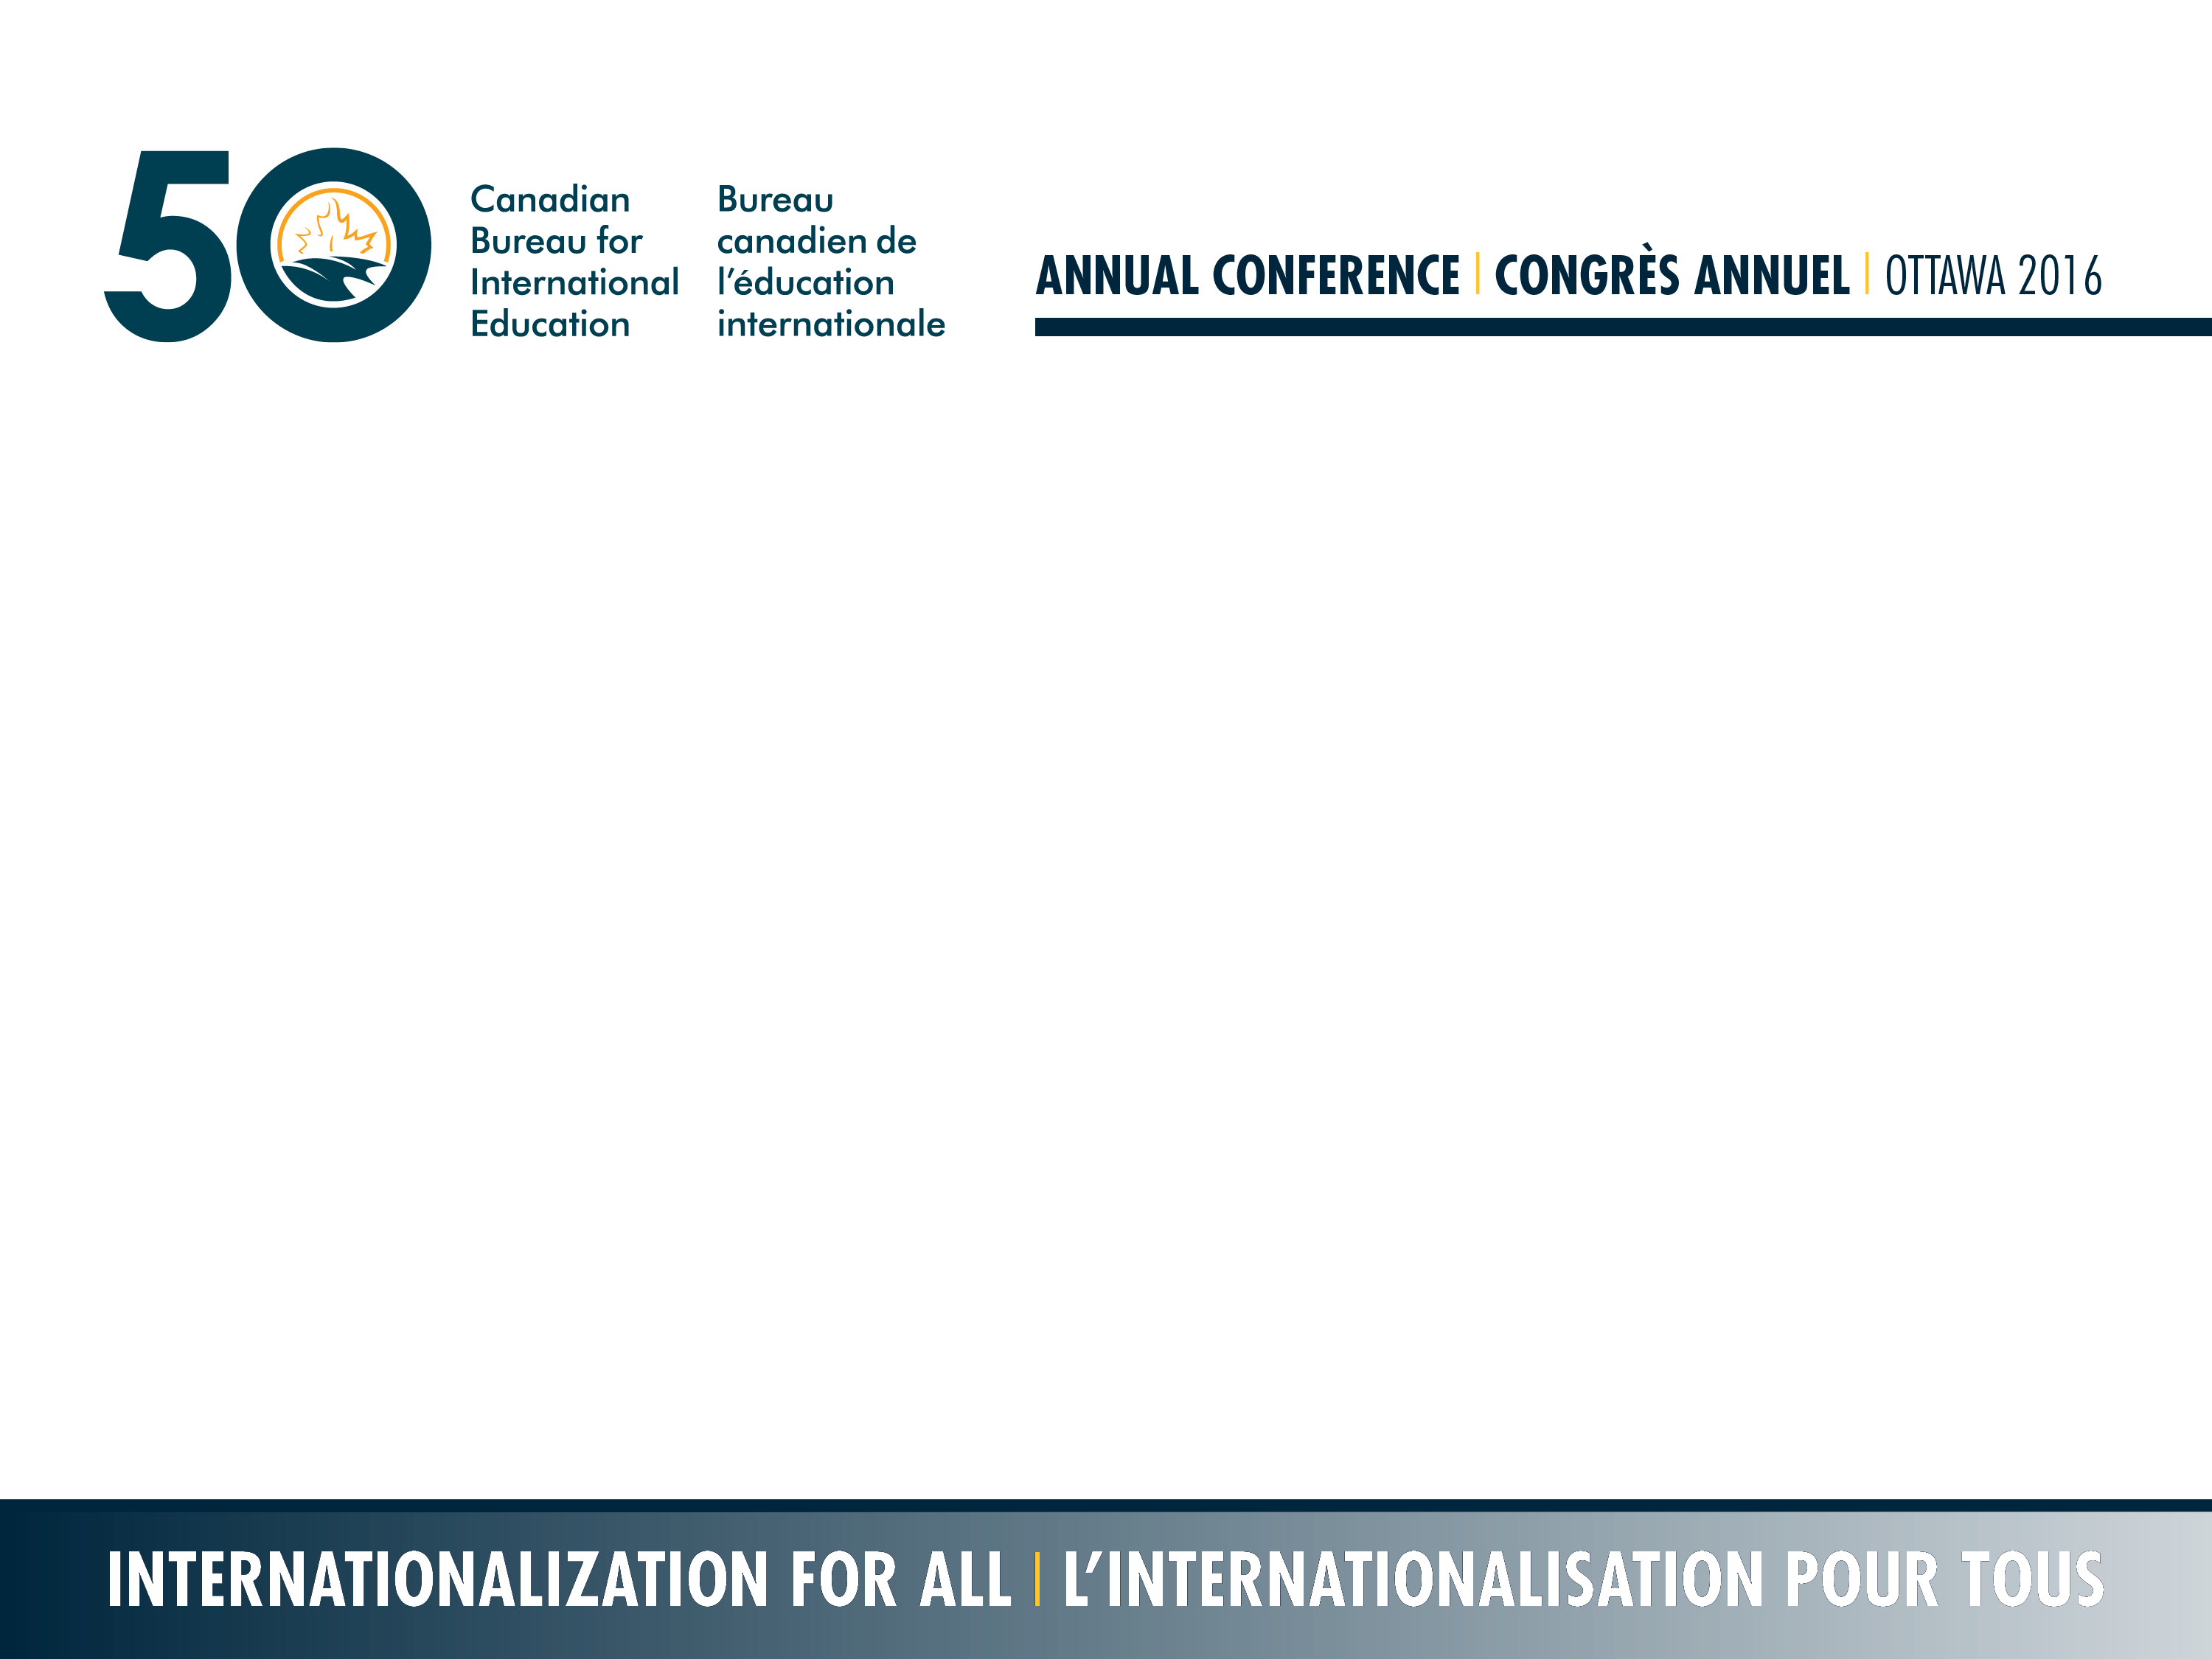 50
Canadian
Bureau for
International
Education
Bureau
canadien de
l'éducation
internationale
ANNUAL CONFERENCE | CONGRÈS ANNUEL | OTTAWA 2016
INTERNATIONALIZATION FOR ALL | L'INTERNATIONALISATION POUR TOUS